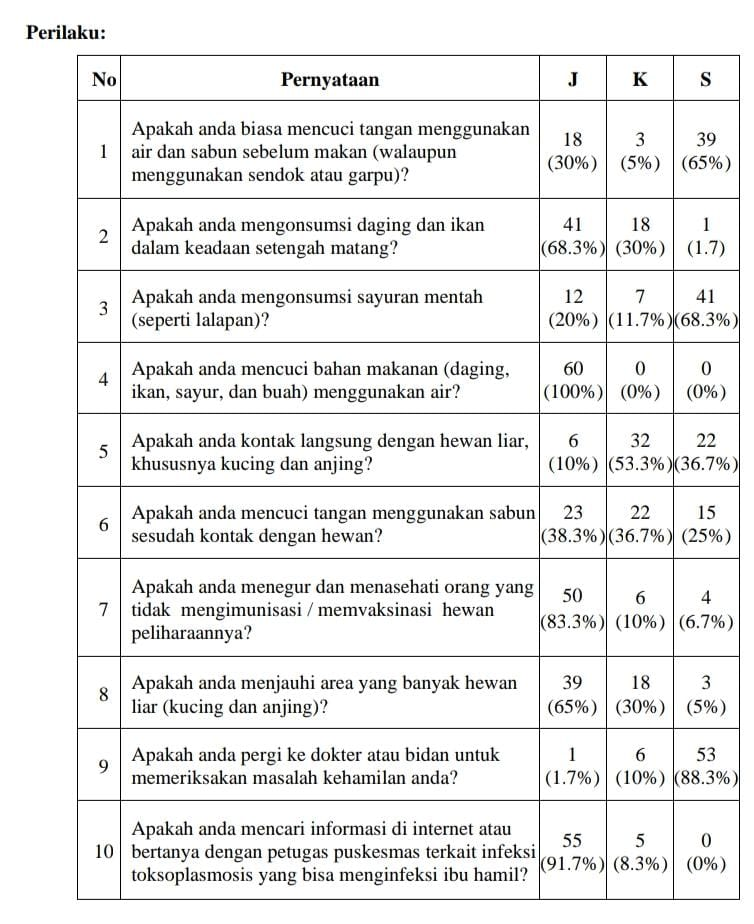 Perilaku:
No Pernyataan J K S
Apakah anda biasa mencuci tangan menggunakan
1 air dan sabun sebelum makan (walaupun 18 3 39
menggunakan sendok atau garpu)? (30%) (5%) (65%)
Apakah anda mengonsumsi daging dan ikan 41 18 1
2 dalam keadaan setengah matang? (68.3%) (30%) (1.7)
Apakah anda mengonsumsi sayuran mentah 12 7 41
3 (seperti lalapan)? (20%) (11.7%) (68.3%)
Apakah anda mencuci bahan makanan (daging, 60 0 0
4 ikan, sayur, dan buah) menggunakan air? (100%) (0%) (0%)
Apakah anda kontak langsung dengan hewan liar, 6 32 22
5 khususnya kucing dan anjing? (10%) (53.3%) (36.7%)
Apakah anda mencuci tangan menggunakan sabun 23 22 15
6 sesudah kontak dengan hewan? (38.3%) (36.7%) (25%)
Apakah anda menegur dan menasehati orang yang
7 tidak mengimunisasi / memvaksinasi hewan 50 6 4
peliharaannya? (83.3%) (10%) (6.7%)
Apakah anda menjauhi area yang banyak hewan 39 18 3
8 liar (kucing dan anjing)? (65%) (30%) (5%)
Apakah anda pergi ke dokter atau bidan untuk 1 6 53
9 memeriksakan masalah kehamilan anda? (1.7%) (10%) (88.3%)
Apakah anda mencari informasi di internet atau
10 bertanya dengan petugas puskesmas terkait infeksi 55 5 0
toksoplasmosis yang bisa menginfeksi ibu hamil? (91.7%) (8.3%) (0%)